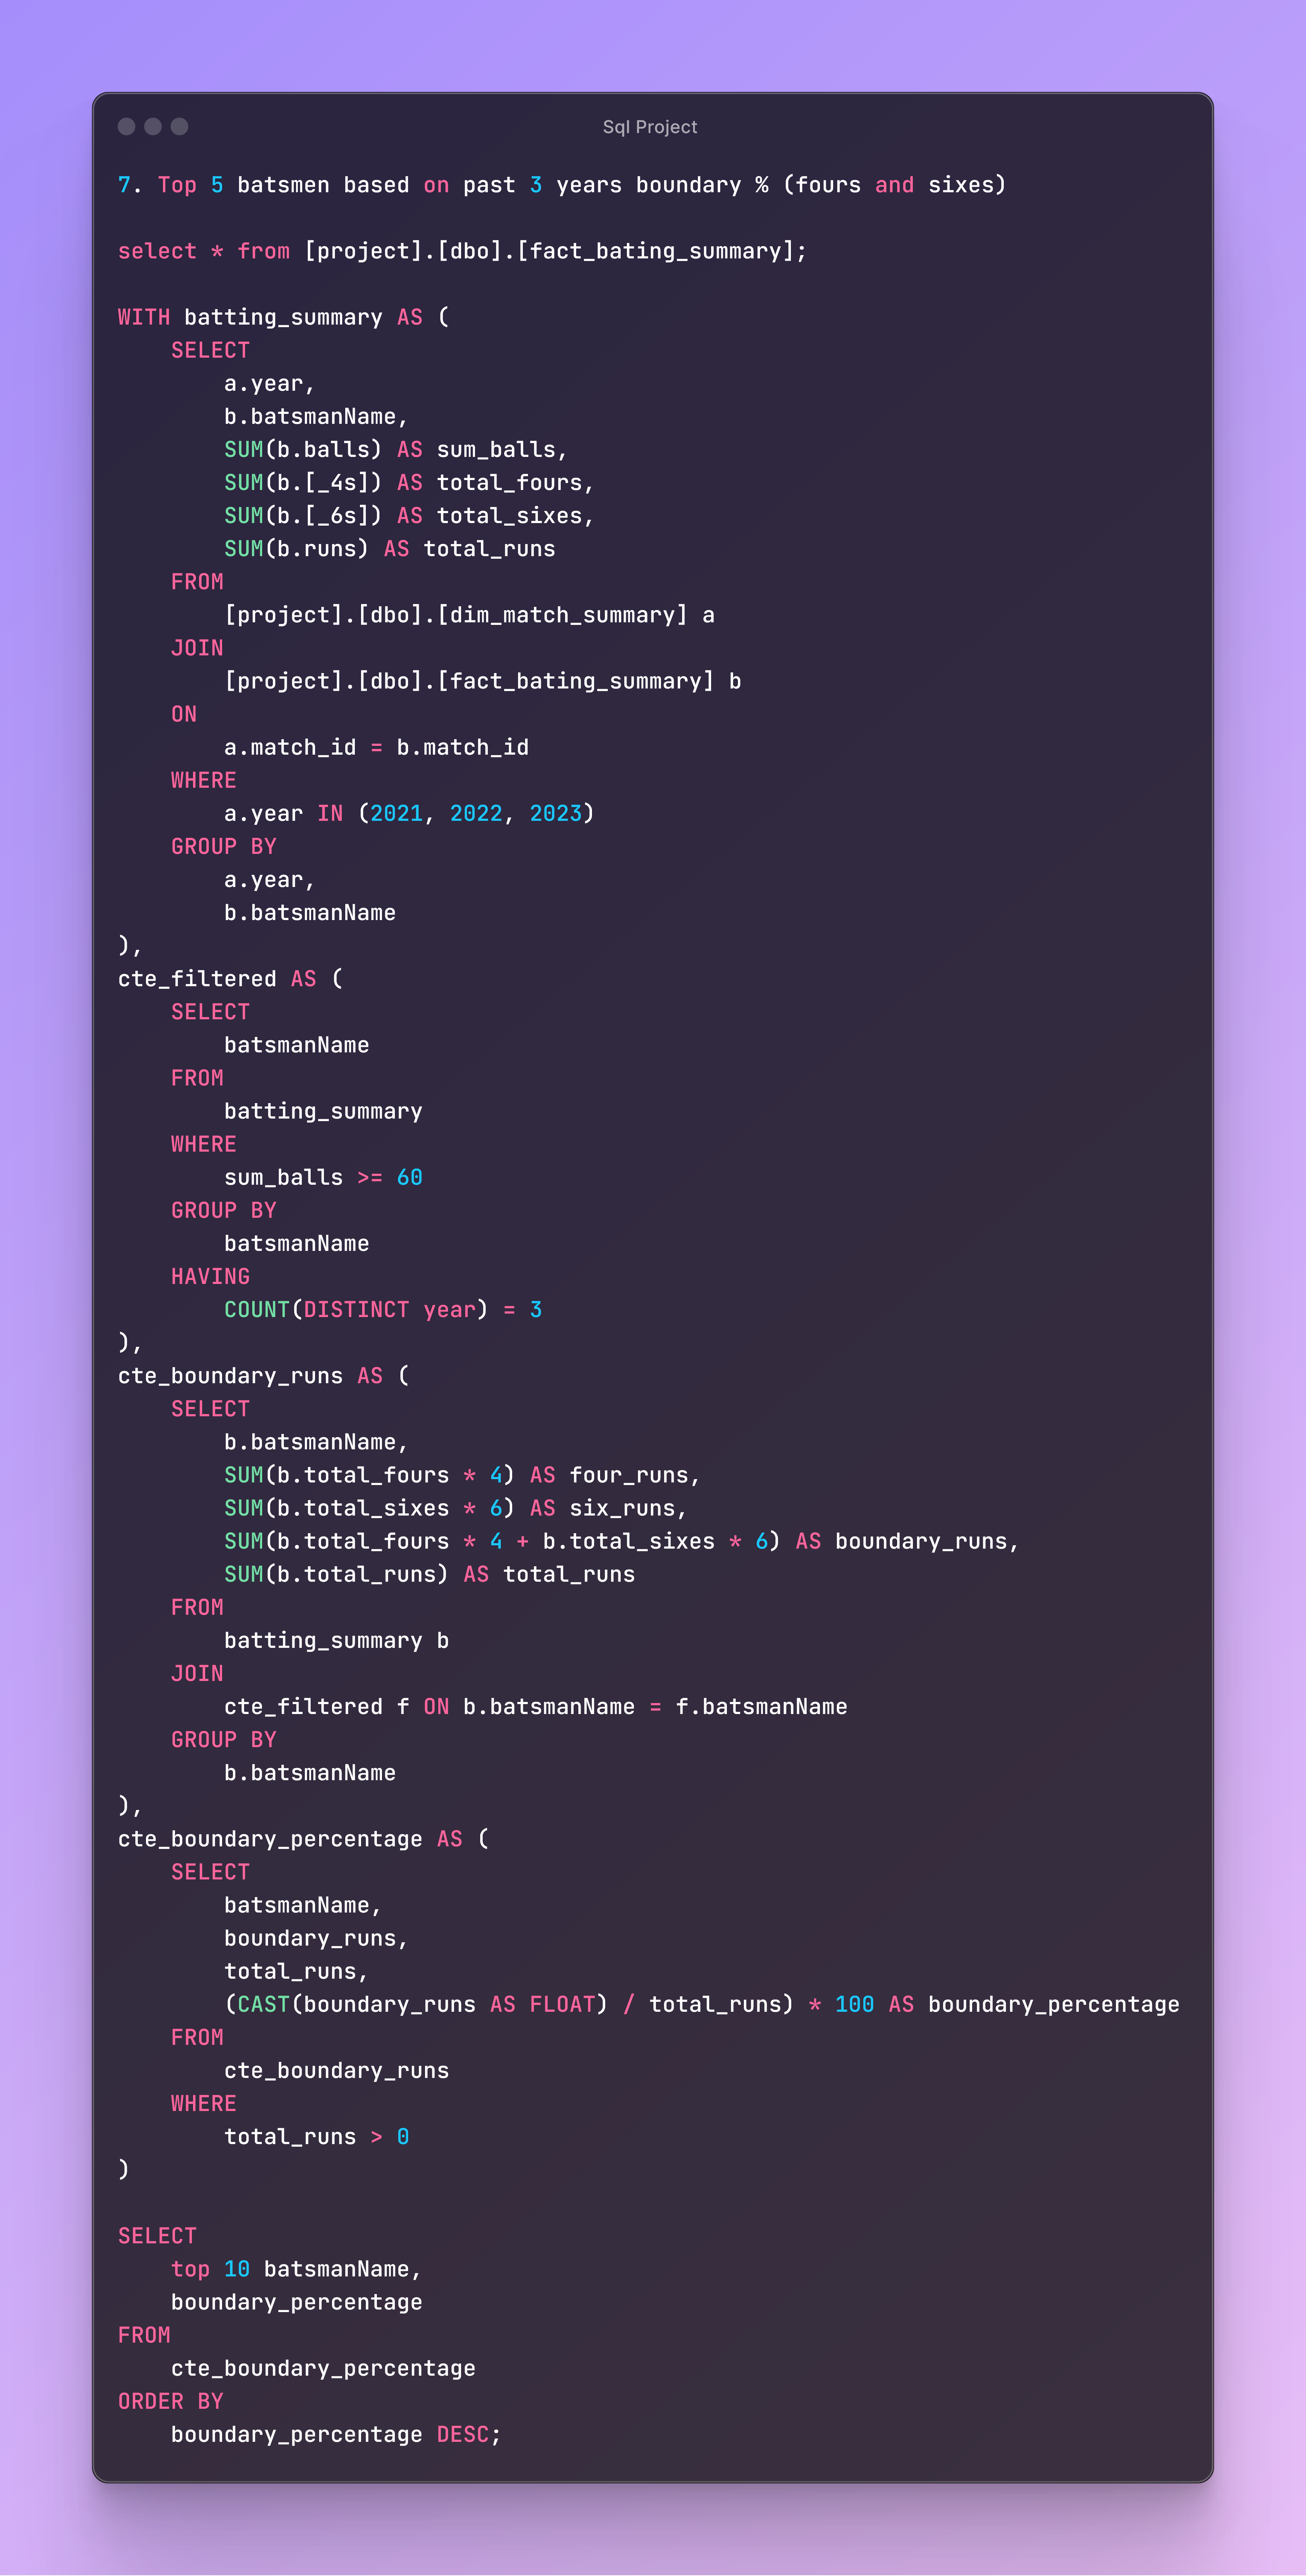 Sql Project
7. Top 5 batsmen based on past 3 years boundary % (fours and sixes)
select * from [project].[dbo].[fact_bating_summary];
WITH batting_summary AS (
    SELECT
        a.year,
        b.batsmanName,
        SUM(b.balls) AS sum_balls,
        SUM(b.[_4s]) AS total_fours,
        SUM(b.[_6s]) AS total_sixes,
        SUM(b.runs) AS total_runs
    FROM
        [project].[dbo].[dim_match_summary] a
    JOIN
        [project].[dbo].[fact_bating_summary] b
    ON
        a.match_id = b.match_id
    WHERE
        a.year IN (2021, 2022, 2023)
    GROUP BY
        a.year,
        b.batsmanName
),
cte_filtered AS (
    SELECT
        batsmanName
    FROM
        batting_summary
    WHERE
        sum_balls >= 60
    GROUP BY
        batsmanName
    HAVING
        COUNT(DISTINCT year) = 3
),
cte_boundary_runs AS (
    SELECT
        b.batsmanName,
        SUM(b.total_fours * 4) AS four_runs,
        SUM(b.total_sixes * 6) AS six_runs,
        SUM(b.total_fours * 4 + b.total_sixes * 6) AS boundary_runs,
        SUM(b.total_runs) AS total_runs
    FROM
        batting_summary b
    JOIN
        cte_filtered f ON b.batsmanName = f.batsmanName
    GROUP BY
        b.batsmanName
),
cte_boundary_percentage AS (
    SELECT
        batsmanName,
        boundary_runs,
        total_runs,
        (CAST(boundary_runs AS FLOAT) / total_runs) * 100 AS boundary_percentage
    FROM
        cte_boundary_runs
    WHERE
        total_runs > 0
)
SELECT
    top 10 batsmanName,
    boundary_percentage
FROM
    cte_boundary_percentage
ORDER BY
    boundary_percentage DESC;